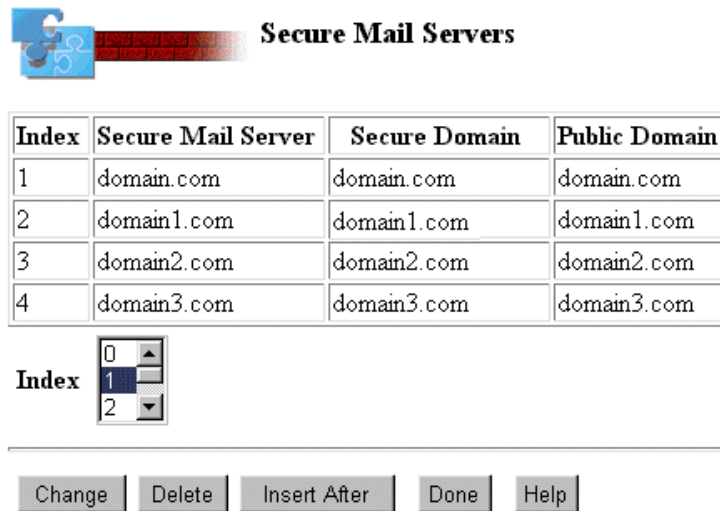 Secure Mail Servers
Index Secure Mail Server Secure Domain Public Domain
1 domain.com domain.com domain.com
2 domain1.com domain1.com domain1.com
3 domain2.com domain2.com domain2.com
4 domain3.com domain3.com domain3.com
0
Index 1
2
Change Delete Insert After Done Help